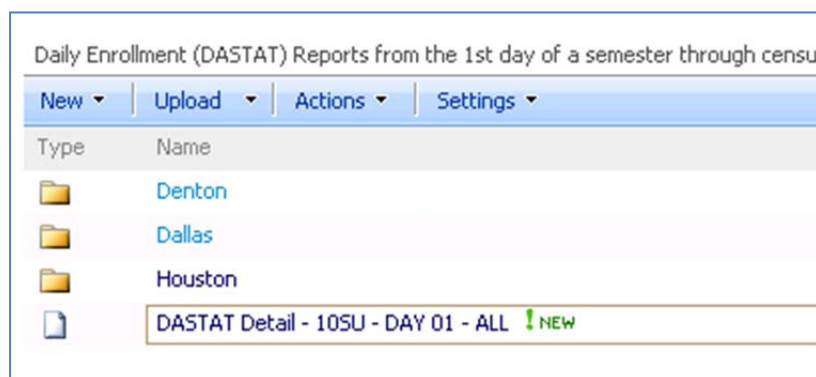 Daily Enrollment (DASTAT) Reports from the 1st day of a semester through censu
New Upload Actions Settings
Type Name
Denton
Dallas
Houston
DASTAT Detail - 10SU - DAY 01 - ALL ! NEW